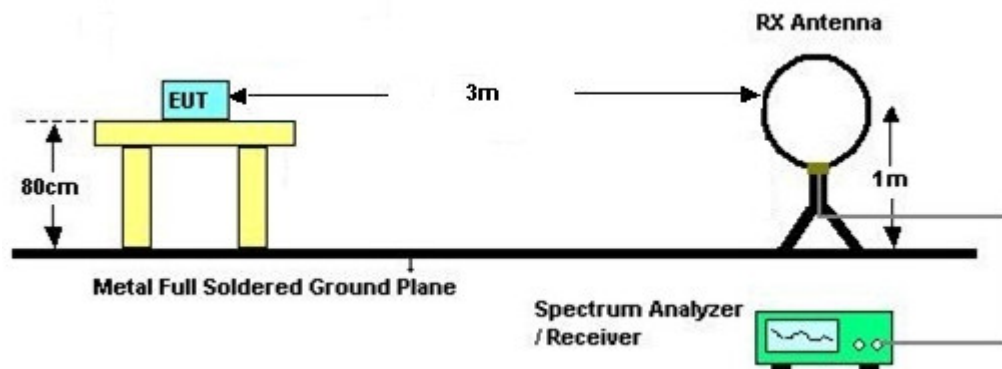 RX Antenna
EUT
3m
80cm
1m
Metal Full Soldered Ground Plane
Spectrum Analyzer
/ Receiver